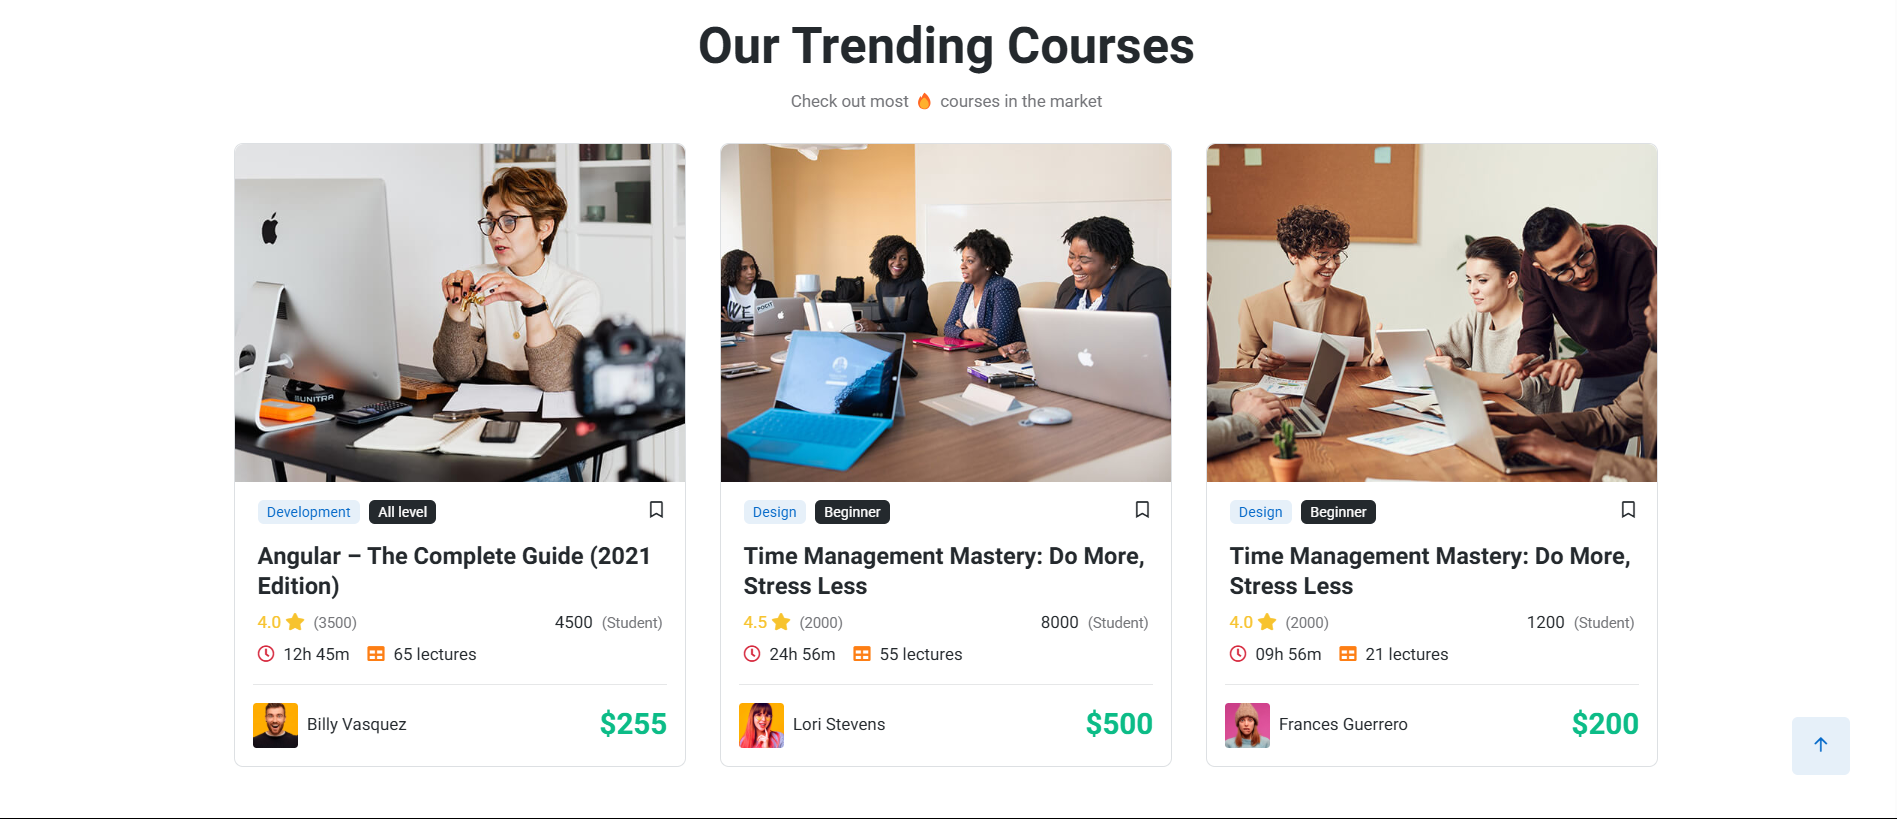 Our Trending Courses
Check out most 🔥 courses in the market
UNITRA
WE
Development All level
Angular – The Complete Guide (2021
Edition)
4.0 (3500) 4500 (Student)
12h 45m 65 lectures
Billy Vasquez $255
Design Beginner
Time Management Mastery: Do More,
Stress Less
4.5 (2000) 8000 (Student)
24h 56m 55 lectures
Lori Stevens $500
Design Beginner
Time Management Mastery: Do More,
Stress Less
4.0 (2000) 1200 (Student)
09h 56m 21 lectures
Frances Guerrero $200